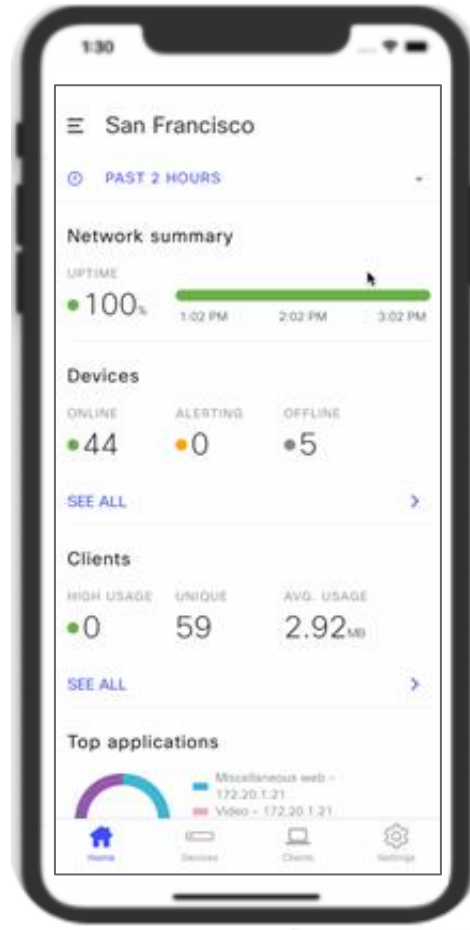 1:30
San Francisco
PAST 2 HOURS
Network summary
UPTIME
100%
1:02 PM 2:02 PM 3:02 PM
Devices
ONLINE ALERTING OFFLINE
44 0 5
SEE ALL
Clients
HIGH USAGE UNIQUE AVG. USAGE
0 59 2.92 MB
SEE ALL
Top applications
Miscellaneous web -
172.20.1.21
Video - 172.20.1.21
Home Devices Clients Settings